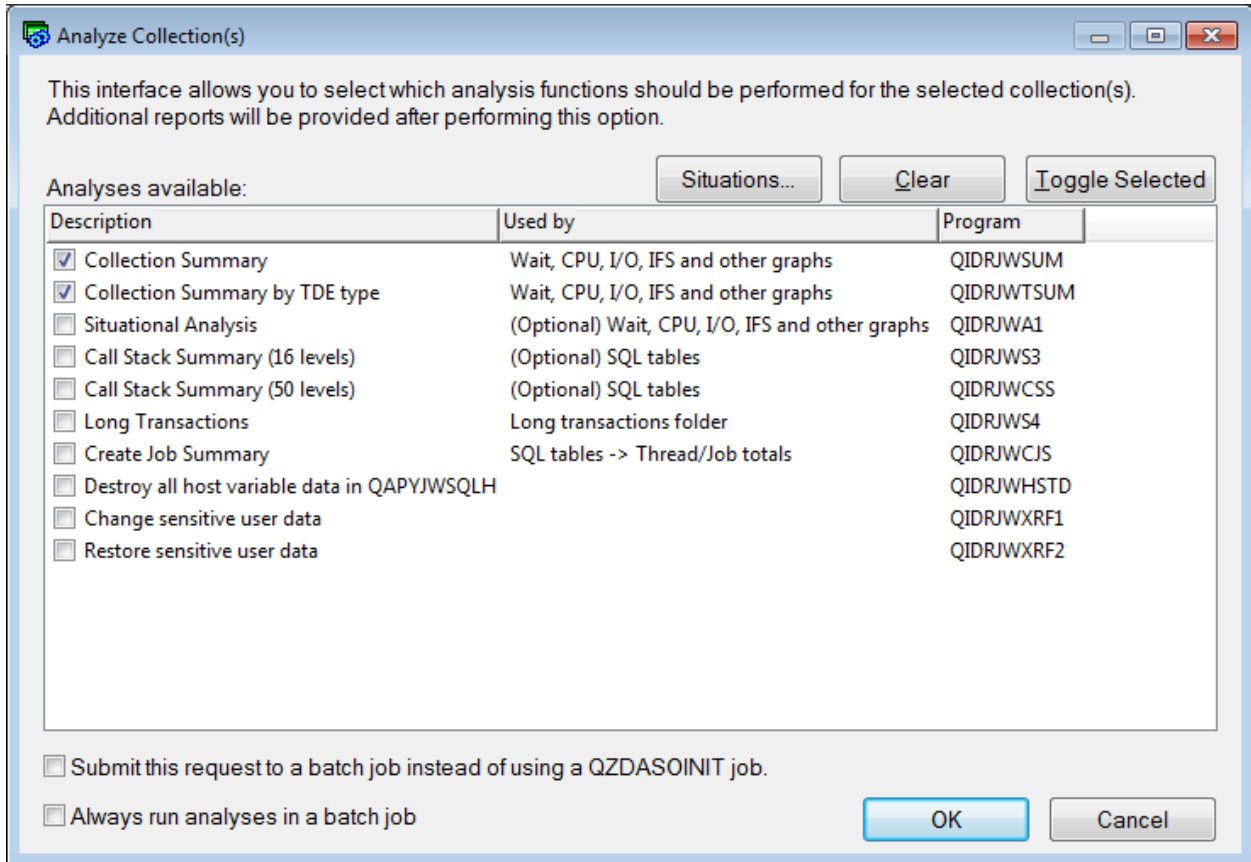 Analyze Collection(s)
This interface allows you to select which analysis functions should be performed for the selected collection(s).
Additional reports will be provided after performing this option.
Situations... Clear Toggle Selected
Analyses available:
Description Used by Program
Collection Summary Wait, CPU, I/O, IFS and other graphs QIDRJWSUM
Collection Summary by TDE type Wait, CPU, I/O, IFS and other graphs QIDRJWTSUM
Situational Analysis (Optional) Wait, CPU, I/O, IFS and other graphs QIDRJWA1
Call Stack Summary (16 levels) (Optional) SQL tables QIDRJWS3
Call Stack Summary (50 levels) (Optional) SQL tables QIDRJWCSS
Long Transactions Long transactions folder QIDRJWS4
Create Job Summary SQL tables -> Thread/Job totals QIDRJWCJS
Destroy all host variable data in QAPYJWSQLH QIDRJWHSTD
Change sensitive user data QIDRJWXRF1
Restore sensitive user data QIDRJWXRF2
Submit this request to a batch job instead of using a QZDASOINIT job.
Always run analyses in a batch job
OK Cancel